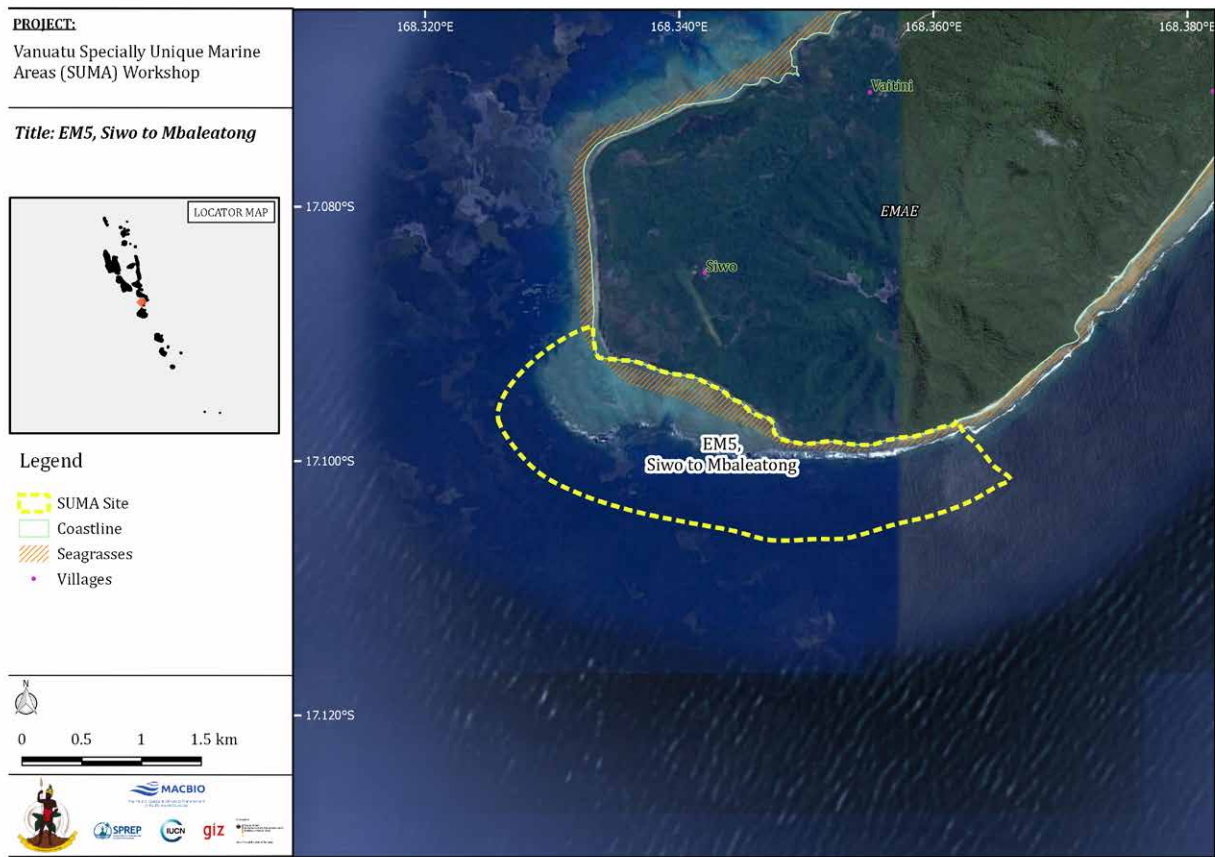 PROJECT:
Vanuatu Specially Unique Marine
Areas (SUMA) Workshop
Title: EM5, Siwo to Mbaleatong
LOCATOR MAP
Legend
SUMA Site
Coastline
Seagrasses
Villages
N
0 0.5 1 1.5 km
MACBIO
SPREP
IUCN
giz
168.320°E 168.340°E 168.360°E 168.380°E
Vaitini
17.080°S
EMAE
Siwo
17.100°S
EM5,
Siwo to Mbaleatong
17.120°S